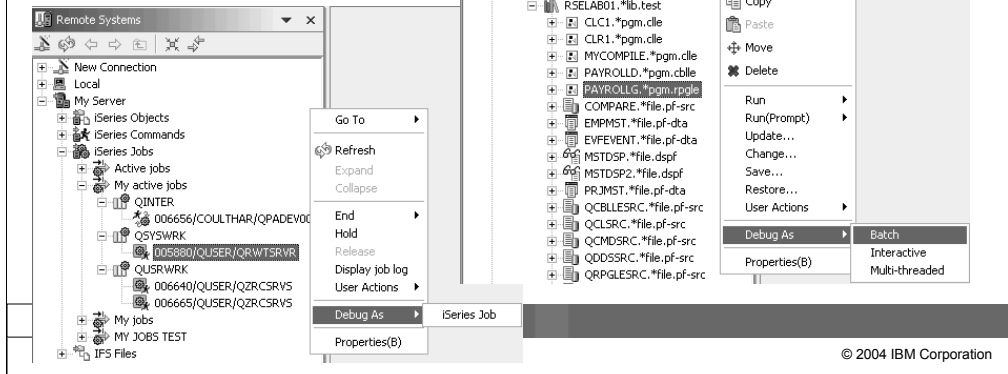 Remote Systems
New Connection
Local
My Server
iSeries Objects
iSeries Commands
iSeries Jobs
Active jobs
My active jobs
QINTER
006656/COULTHAR/QPADEV00
QSYSWRK
005880/QUSER/QRWTSRVR
QUSRWRK
006640/QUSER/QZRCSRVS
006665/QUSER/QZRCSRVS
My jobs
MY JOBS TEST
IFS Files
Go To
Refresh
Expand
Collapse
End
Hold
Release
Display job log
User Actions
Debug As
Properties(B)
iSeries Job
RSELAB01.*lib.test
CLC1.*pgm.clle
CLR1.*pgm.clle
MYCOMPILE.*pgm.clle
PAYROLLD.*pgm.cblle
PAYROLLG.*pgm.rpgle
COMPARE.*file.pf-src
EMPMST.*file.pf-dta
EVFEVENT.*file.pf-dta
MSTDSP.*file.dspf
MSTDSP2.*file.dspf
PRJMST.*file.pf-dta
QCBLLESRC.*file.pf-src
QCLSRC.*file.pf-src
QCMDSRC.*file.pf-src
QDDSSRC.*file.pf-src
QRPGLESRC.*file.pf-src
Copy
Paste
Move
Delete
Run
Run(Prompt)
Update...
Change...
Save...
Restore...
User Actions
Debug As
Properties(B)
Batch
Interactive
Multi-threaded
© 2004 IBM Corporation